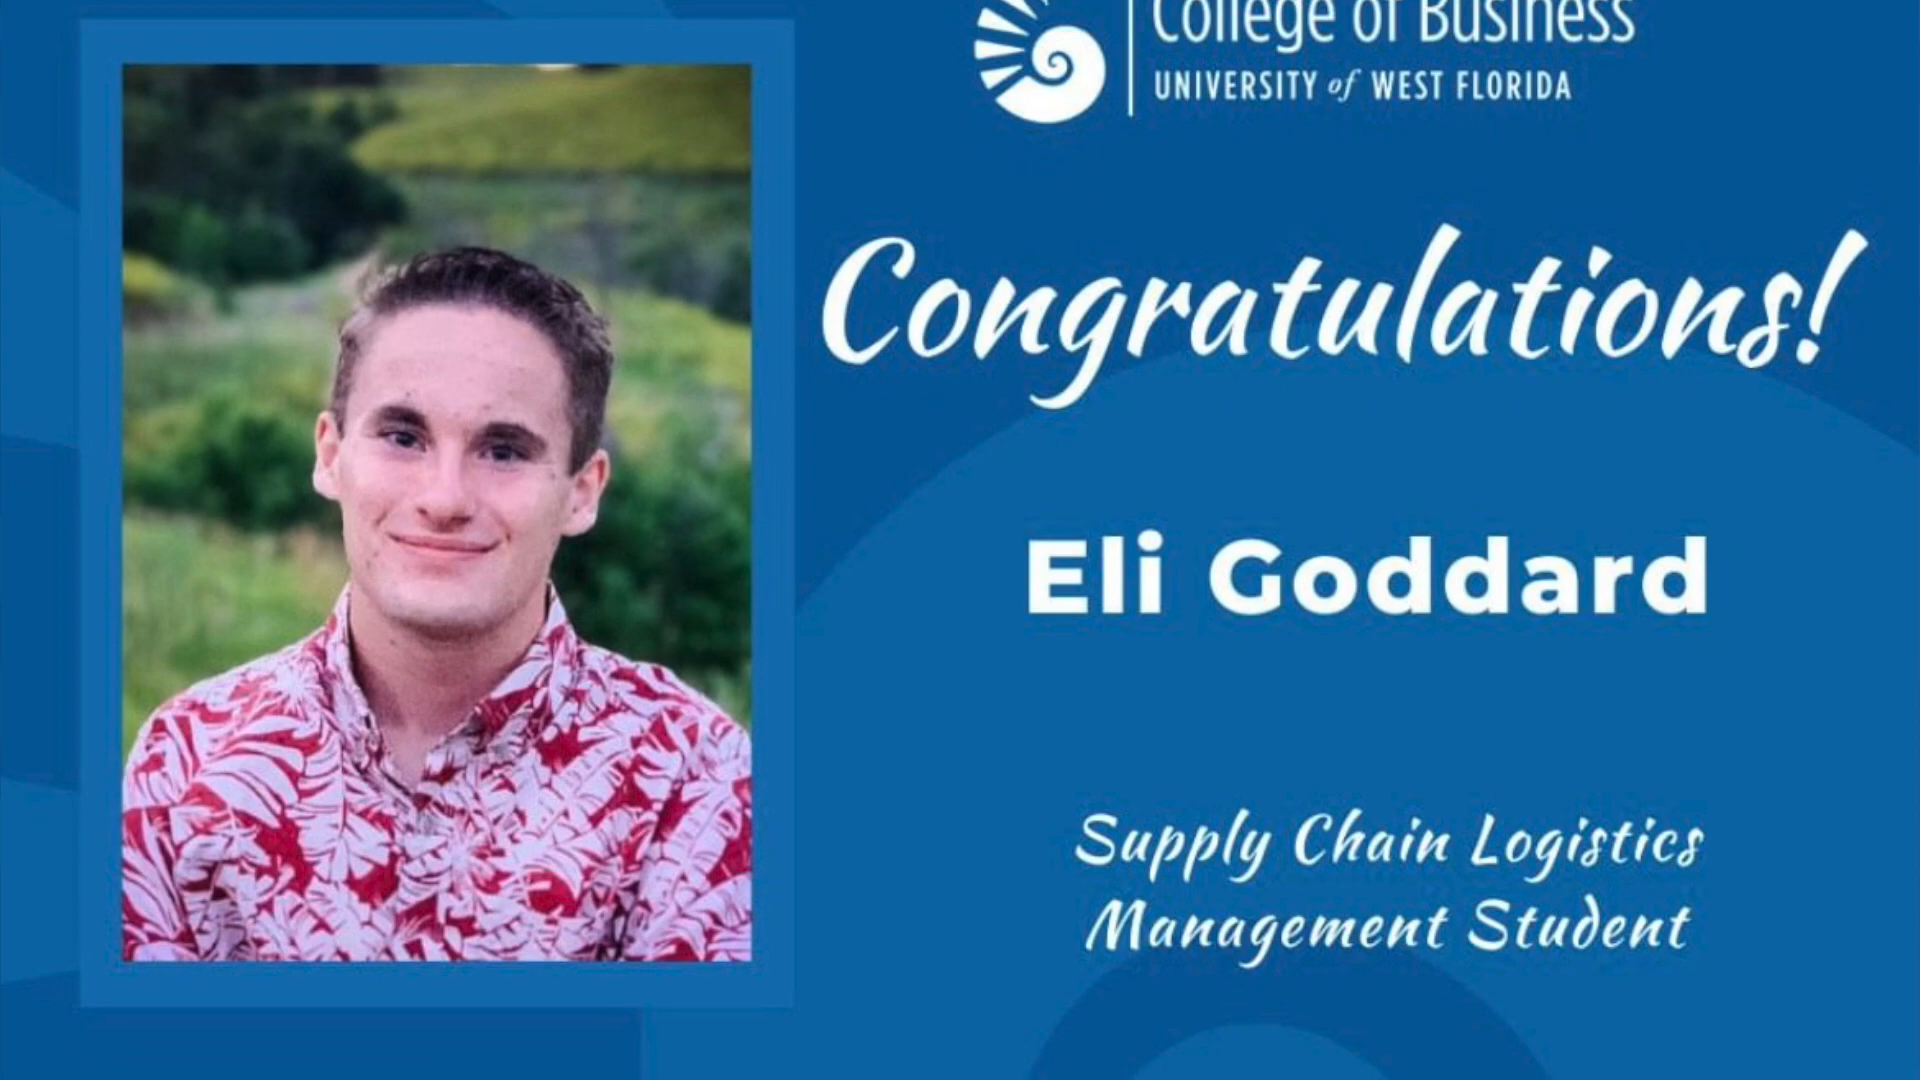 College of Business
UNIVERSITY of WEST FLORIDA
Congratulations!
Eli Goddard
Supply Chain Logistics
Management Student